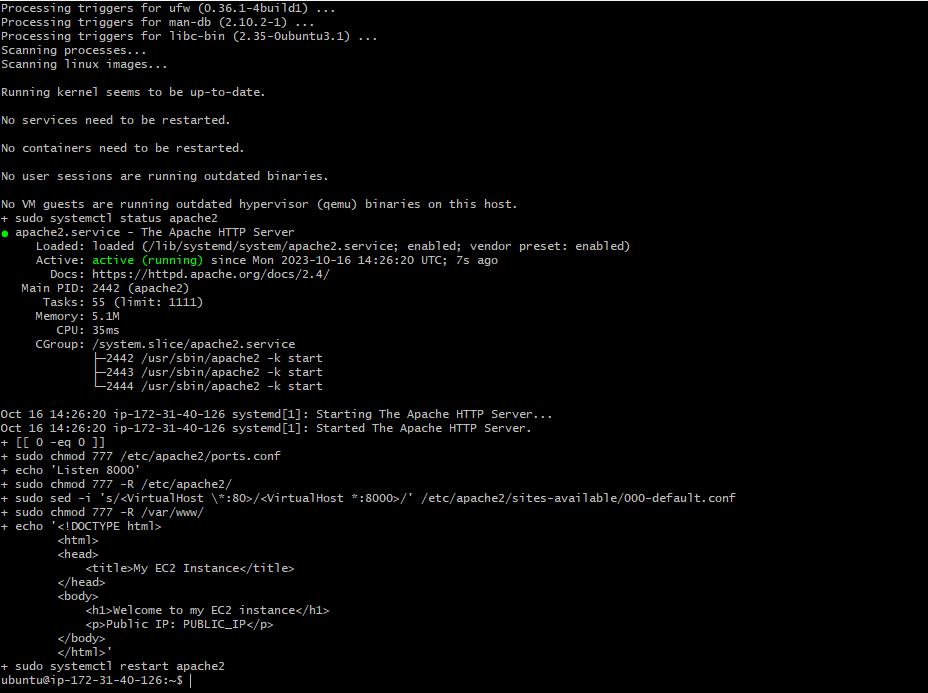 Processing triggers for ufw (0.36.1-4build1) ...
Processing triggers for man-db (2.10.2-1) ...
Processing triggers for libc-bin (2.35-0ubuntu3.1) ...
Scanning processes...
Scanning linux images...

Running kernel seems to be up-to-date.

No services need to be restarted.

No containers need to be restarted.

No user sessions are running outdated binaries.

No VM guests are running outdated hypervisor (qemu) binaries on this host.
+ sudo systemctl status apache2
● apache2.service - The Apache HTTP Server
     Loaded: loaded (/lib/systemd/system/apache2.service; enabled; vendor preset: enabled)
     Active: active (running) since Mon 2023-10-16 14:26:20 UTC; 7s ago
       Docs: https://httpd.apache.org/docs/2.4/
   Main PID: 2442 (apache2)
      Tasks: 55 (limit: 1111)
     Memory: 5.1M
        CPU: 35ms
     CGroup: /system.slice/apache2.service
             ├─2442 /usr/sbin/apache2 -k start
             ├─2443 /usr/sbin/apache2 -k start
             └─2444 /usr/sbin/apache2 -k start

Oct 16 14:26:20 ip-172-31-40-126 systemd[1]: Starting The Apache HTTP Server...
Oct 16 14:26:20 ip-172-31-40-126 systemd[1]: Started The Apache HTTP Server.
+ [[ 0 -eq 0 ]]
+ sudo chmod 777 /etc/apache2/ports.conf
+ echo 'Listen 8000'
+ sudo chmod 777 -R /etc/apache2/
+ sudo sed -i 's/<VirtualHost \*:80>/<VirtualHost *:8000>/' /etc/apache2/sites-available/000-default.conf
+ sudo chmod 777 -R /var/www/
+ echo '<!DOCTYPE html>
        <html>
        <head>
            <title>My EC2 Instance</title>
        </head>
        <body>
            <h1>Welcome to my EC2 instance</h1>
            <p>Public IP: PUBLIC_IP</p>
        </body>
        </html>'
+ sudo systemctl restart apache2
ubuntu@ip-172-31-40-126:~$